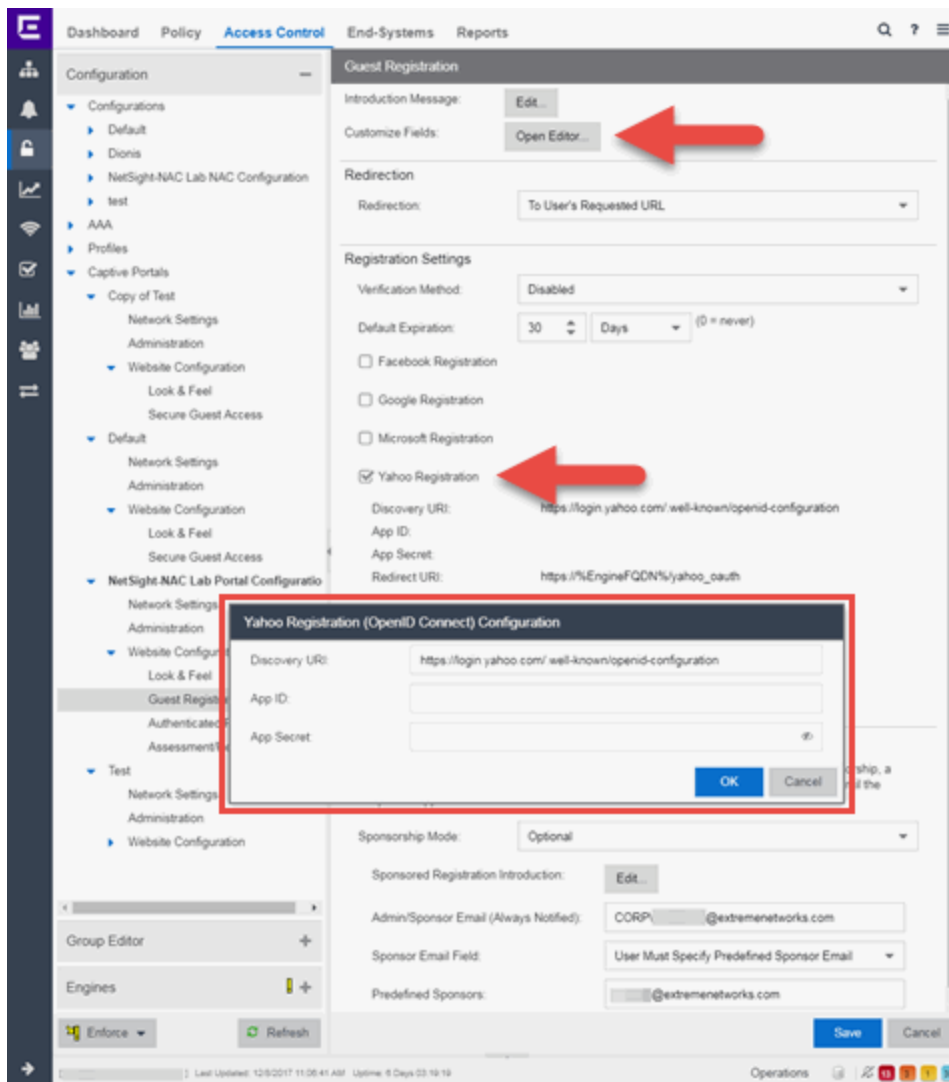 Dashboard Policy Access Control End-Systems Reports
Configuration
Configurations
Default
Dionis
NetSight-NAC Lab NAC Configuration
test
AAA
Profiles
Captive Portals
Copy of Test
Network Settings
Administration
Website Configuration
Look & Feel
Secure Guest Access
Default
Network Settings
Administration
Website Configuration
Look & Feel
Secure Guest Access
NetSight-NAC Lab Portal Configuratio
Network Settings
Administration
Website Configur
Look & Feel
Guest Regist
Authenticated
Assessment/
Test
Network Settings
Administration
Website Configuration
Group Editor
Engines
Enforce
Refresh
Guest Registration
Introduction Message: Edit...
Customize Fields: Open Editor...
Redirection
Redirection: To User's Requested URL
Registration Settings
Verification Method: Disabled
Default Expiration: 30 Days (0 = never)
Facebook Registration
Google Registration
Microsoft Registration
Yahoo Registration
Discovery URI: https://login.yahoo.com/.well-known/openid-configuration
App ID:
App Secret:
Redirect URI: https://%EngineFQDN%/yahoo_oauth
Yahoo Registration (OpenID Connect) Configuration
Discovery URI: https://login.yahoo.com/.well-known/openid-configuration
App ID:
App Secret:
OK Cancel
orship, a
il the
Sponsorship Mode: Optional
Sponsored Registration Introduction: Edit...
Admin/Sponsor Email (Always Notified): CORP\ @extremenetworks.com
Sponsor Email Field: User Must Specify Predefined Sponsor Email
Predefined Sponsors: @extremenetworks.com
Save Cancel
Last Updated: 12/8/2017 11:06:41 AM Uptime: 6 Days 03:19:19
Operations 13 3 1